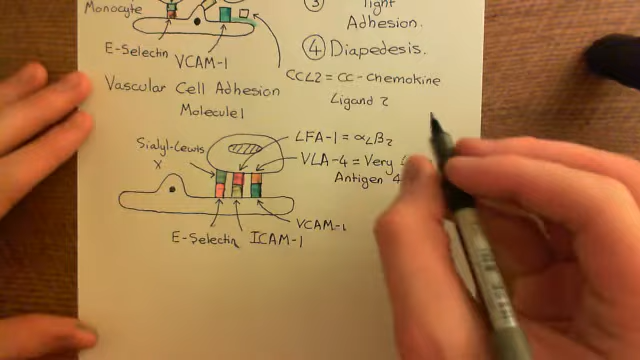 Monocyte
③ Tight
Adhesion.
E-Selectin VCAM-1
④ Diapedesis.
Vascular Cell Adhesion
Molecule 1
CCL2 = CC-chemokine
Ligand 2
Sialyl-Lewis
X
LFA-1 = αLβ2
VLA-4 = Very
Antigen 4
E-Selectin ICAM-1
VCAM-1